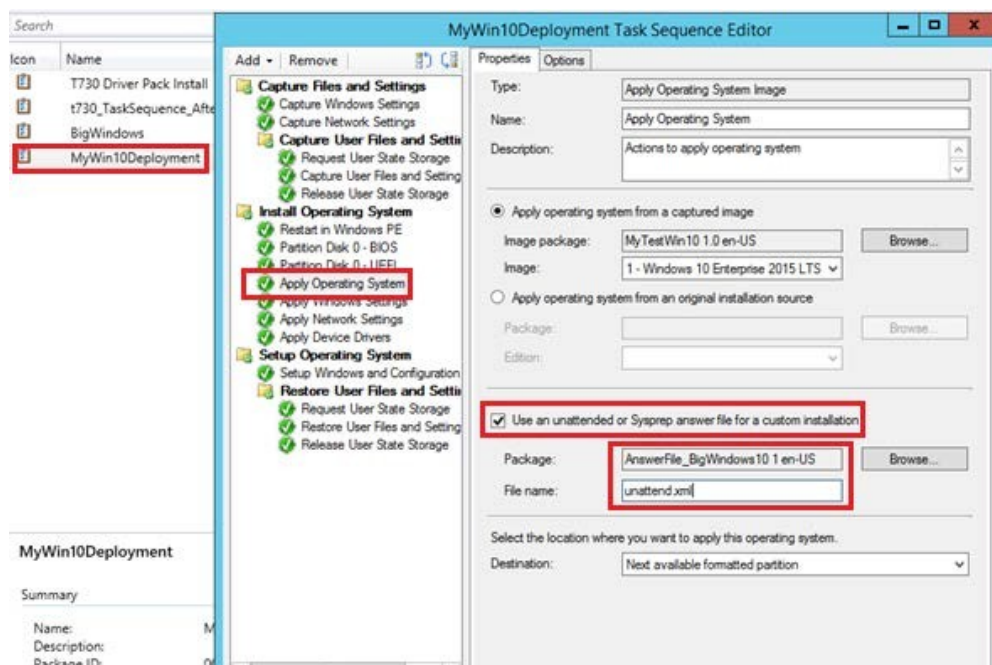 Search
Icon Name
T730 Driver Pack Install
t730_TaskSequence_Afte
BigWindows
MyWin10Deployment
MyWin10Deployment
Summary
Name: M
Description:
Package ID:
MyWin10Deployment Task Sequence Editor
Add Remove
Capture Files and Settings
Capture Windows Settings
Capture Network Settings
Capture User Files and Settin
Request User State Storage
Capture User Files and Setting
Release User State Storage
Install Operating System
Restart in Windows PE
Partition Disk 0 - BIOS
Partition Disk 0 - UEFI
Apply Operating System
Apply Windows Settings
Apply Network Settings
Apply Device Drivers
Setup Operating System
Setup Windows and Configuration
Restore User Files and Settin
Request User State Storage
Restore User Files and Setting
Release User State Storage
Properties Options
Type: Apply Operating System Image
Name: Apply Operating System
Description: Actions to apply operating system
Apply operating system from a captured image
Image package: MyTestWin10 1.0 en-US Browse...
Image: 1 - Windows 10 Enterprise 2015 LTS
Apply operating system from an original installation source
Package: Browse...
Edition:
Use an unattended or Sysprep answer file for a custom installation
Package: AnswerFile_BigWindows10 1 en-US Browse...
File name: unattend.xml
Select the location where you want to apply this operating system.
Destination: Next available formatted partition